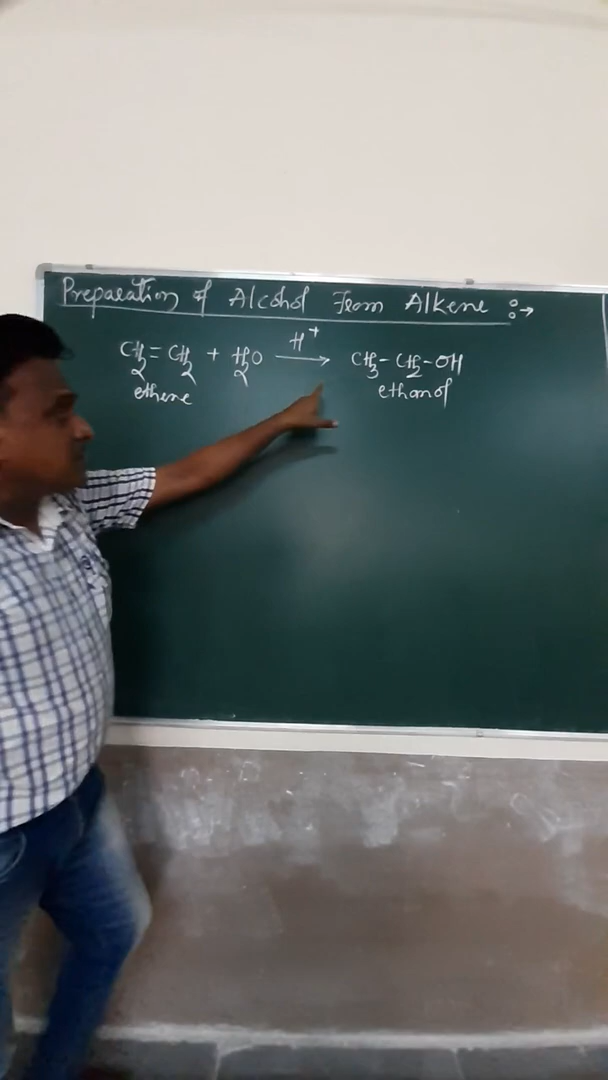 Preparation of Alcohol From Alkene :→
CH2=CH2 + H2O →H+ CH3-CH2-OH
ethene ethanol